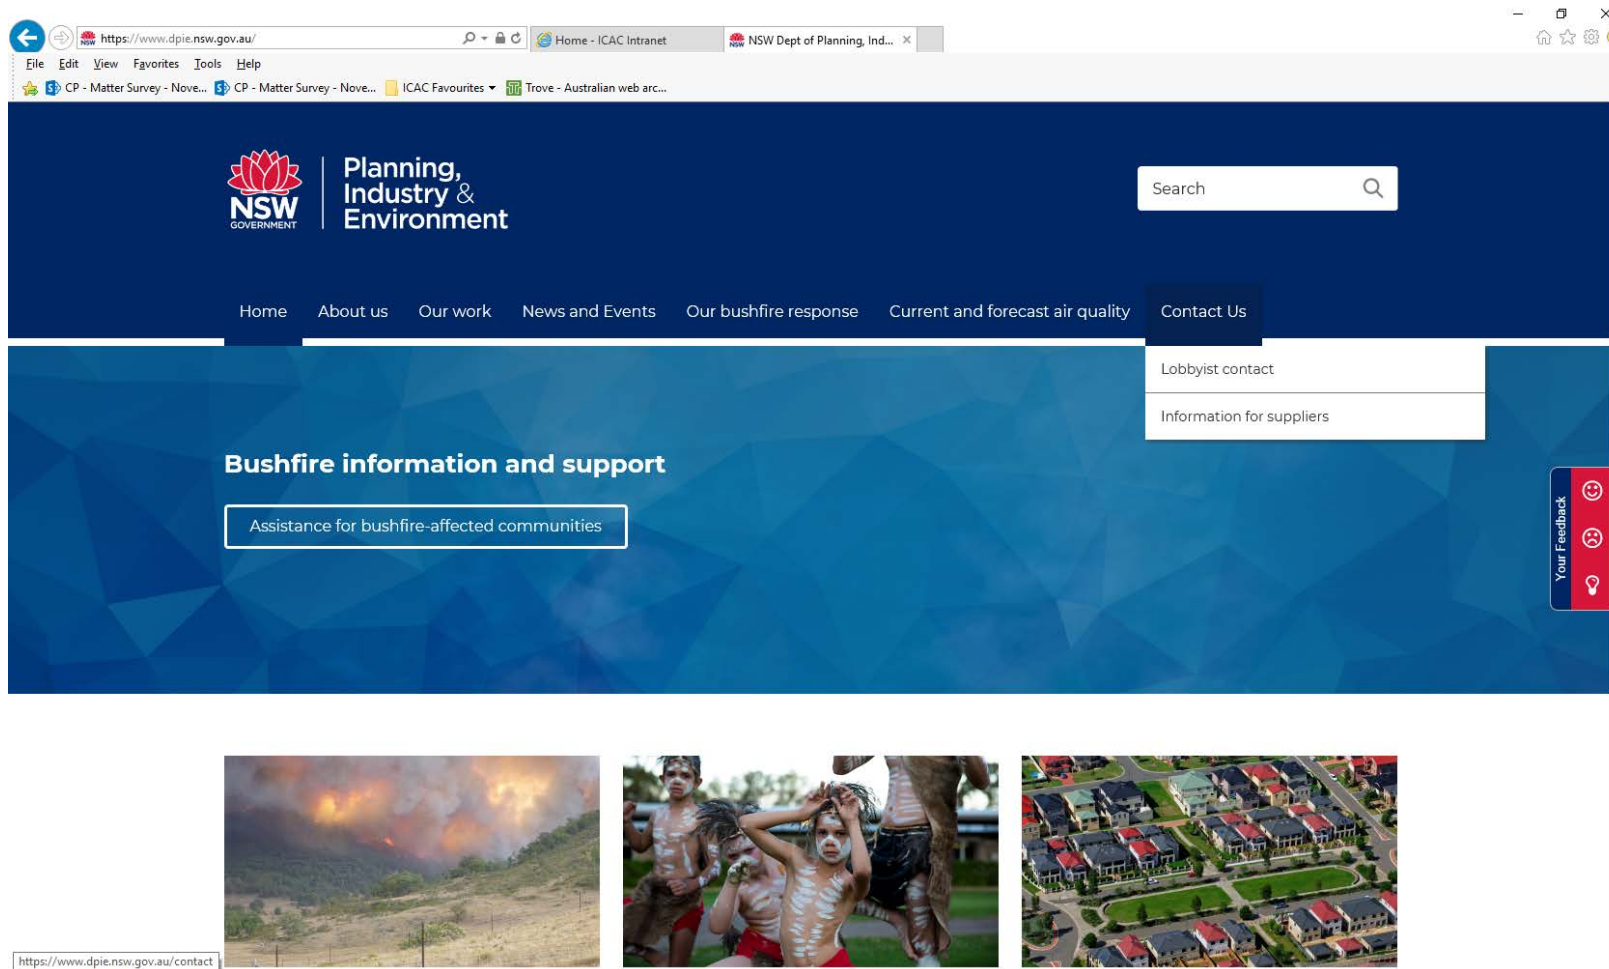 https://www.dpie.nsw.gov.au/
Home - ICAC Intranet
NSW Dept of Planning, Ind...
File Edit View Favorites Tools Help
CP - Matter Survey - Nove... CP - Matter Survey - Nove... ICAC Favourites Trove - Australian web arc...
NSW
GOVERNMENT
Planning,
Industry &
Environment
Search
Home About us Our work News and Events Our bushfire response Current and forecast air quality Contact Us
Lobbyist contact
Information for suppliers
Bushfire information and support
Assistance for bushfire-affected communities
Your Feedback
https://www.dpie.nsw.gov.au/contact